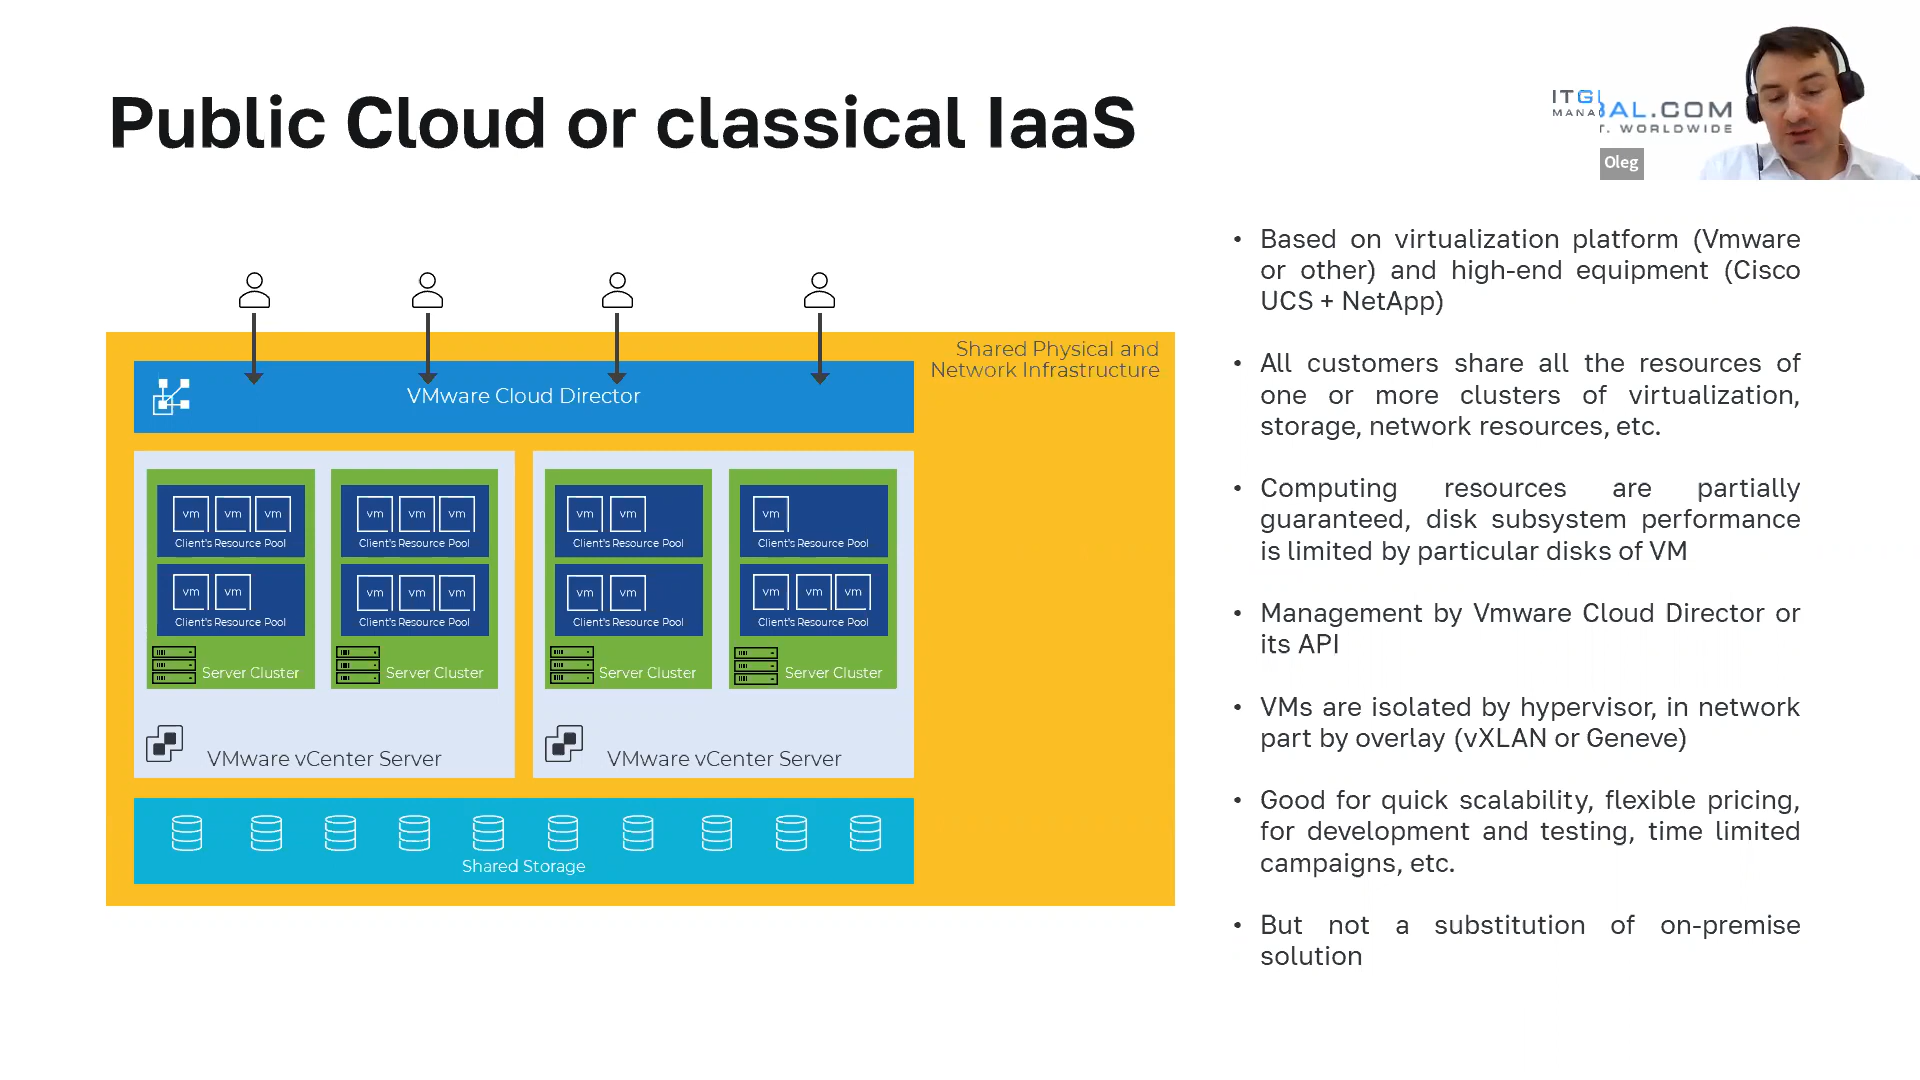 Public Cloud or classical IaaS
ITGBAL.COM
MANAT. WORLDWIDE
Oleg
Shared Physical and
Network Infrastructure
VMware Cloud Director
vm vm vm
Client's Resource Pool
vm vm
Client's Resource Pool
Server Cluster
vm vm vm
Client's Resource Pool
vm vm vm
Client's Resource Pool
Server Cluster
VMware vCenter Server
vm vm
Client's Resource Pool
vm vm
Client's Resource Pool
Server Cluster
vm
Client's Resource Pool
vm vm vm
Client's Resource Pool
Server Cluster
VMware vCenter Server
Shared Storage
• Based on virtualization platform (Vmware
or other) and high-end equipment (Cisco
UCS + NetApp)
• All customers share all the resources of
one or more clusters of virtualization,
storage, network resources, etc.
• Computing resources are partially
guaranteed, disk subsystem performance
is limited by particular disks of VM
• Management by Vmware Cloud Director or
its API
• VMs are isolated by hypervisor, in network
part by overlay (vXLAN or Geneve)
• Good for quick scalability, flexible pricing,
for development and testing, time limited
campaigns, etc.
• But not a substitution of on-premise
solution